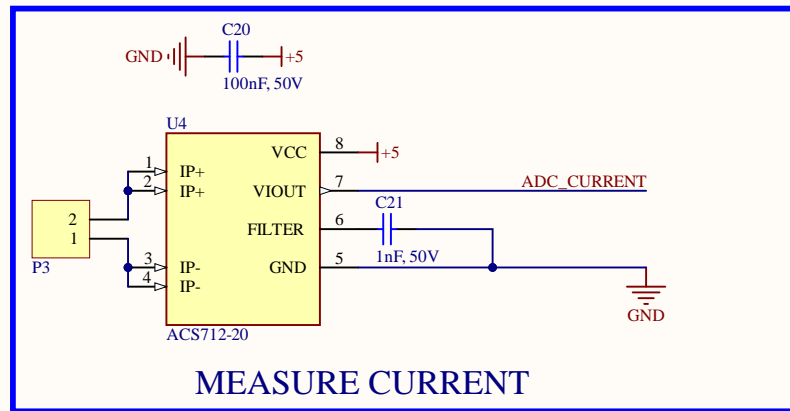 C20
GND
+5
100nF, 50V
U4
1
IP+
2
IP+
3
IP-
4
IP-
VCC
8
+5
VIOUT
7
ADC_CURRENT
FILTER
6
C21
1nF, 50V
GND
5
GND
2
1
P3
ACS712-20
MEASURE CURRENT